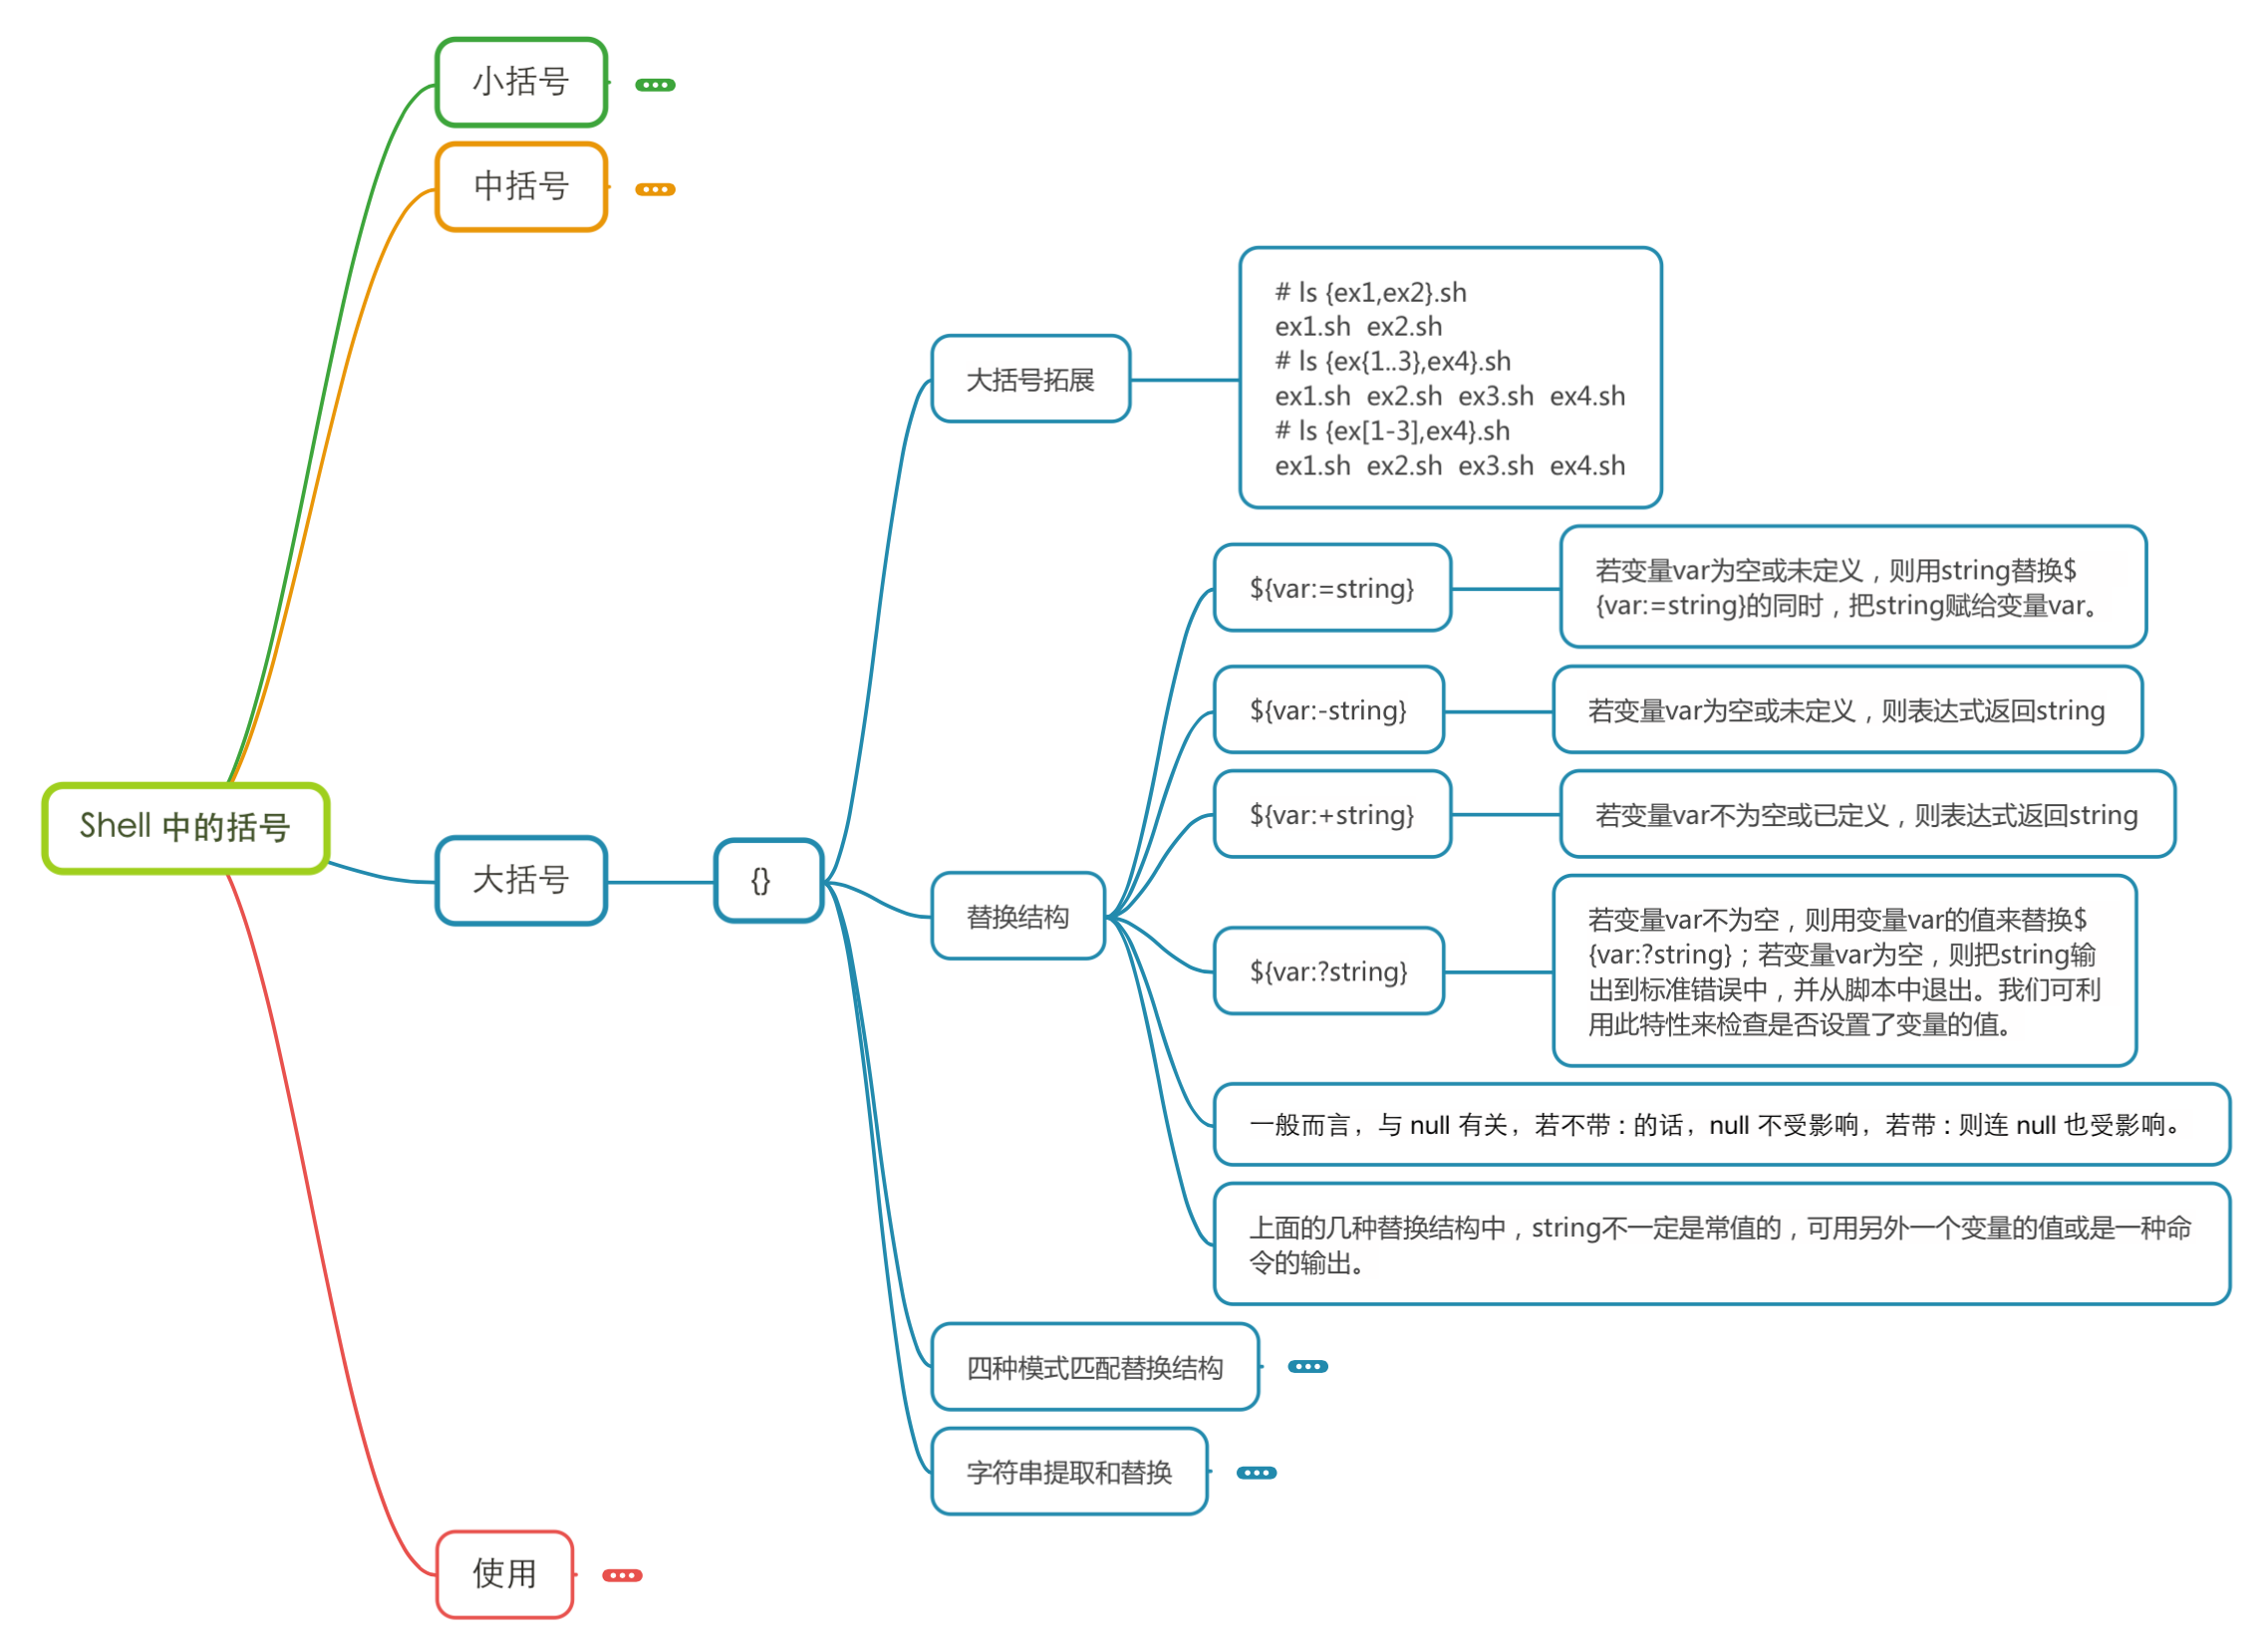 小括号
中括号
# ls {ex1,ex2}.sh
ex1.sh  ex2.sh
# ls {ex{1..3},ex4}.sh
ex1.sh  ex2.sh  ex3.sh  ex4.sh
# ls {ex[1-3],ex4}.sh
ex1.sh  ex2.sh  ex3.sh  ex4.sh
大括号拓展
${var:=string}
若变量var为空或未定义，则用string替换$
{var:=string}的同时，把string赋给变量var。
${var:-string}
若变量var为空或未定义，则表达式返回string
${var:+string}
若变量var不为空或已定义，则表达式返回string
Shell 中的括号
大括号
{}
替换结构
${var:?string}
若变量var不为空，则用变量var的值来替换$
{var:?string}；若变量var为空，则把string输
出到标准错误中，并从脚本中退出。我们可利
用此特性来检查是否设置了变量的值。
一般而言，与 null 有关，若不带 : 的话，null 不受影响，若带 : 则连 null 也受影响。
上面的几种替换结构中，string不一定是常值的，可用另外一个变量的值或是一种命
令的输出。
四种模式匹配替换结构
字符串提取和替换
使用